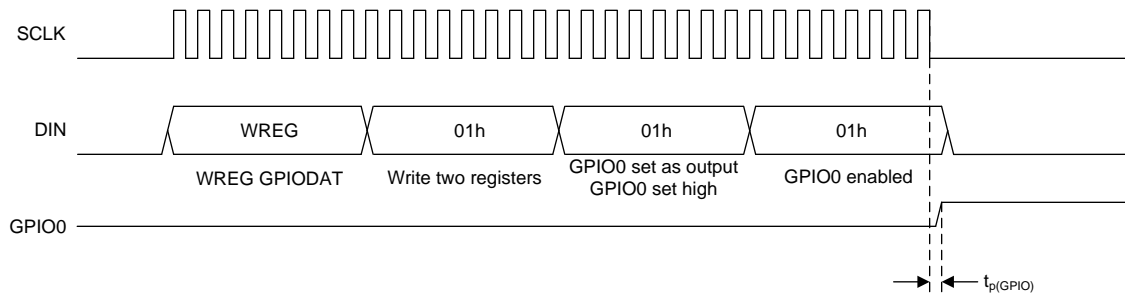 SCLK
DIN
WREG
01h
01h
01h
WREG GPIODAT
Write two registers
GPIO0 set as output
GPIO0 set high
GPIO0 enabled
GPIO0
tp(GPIO)